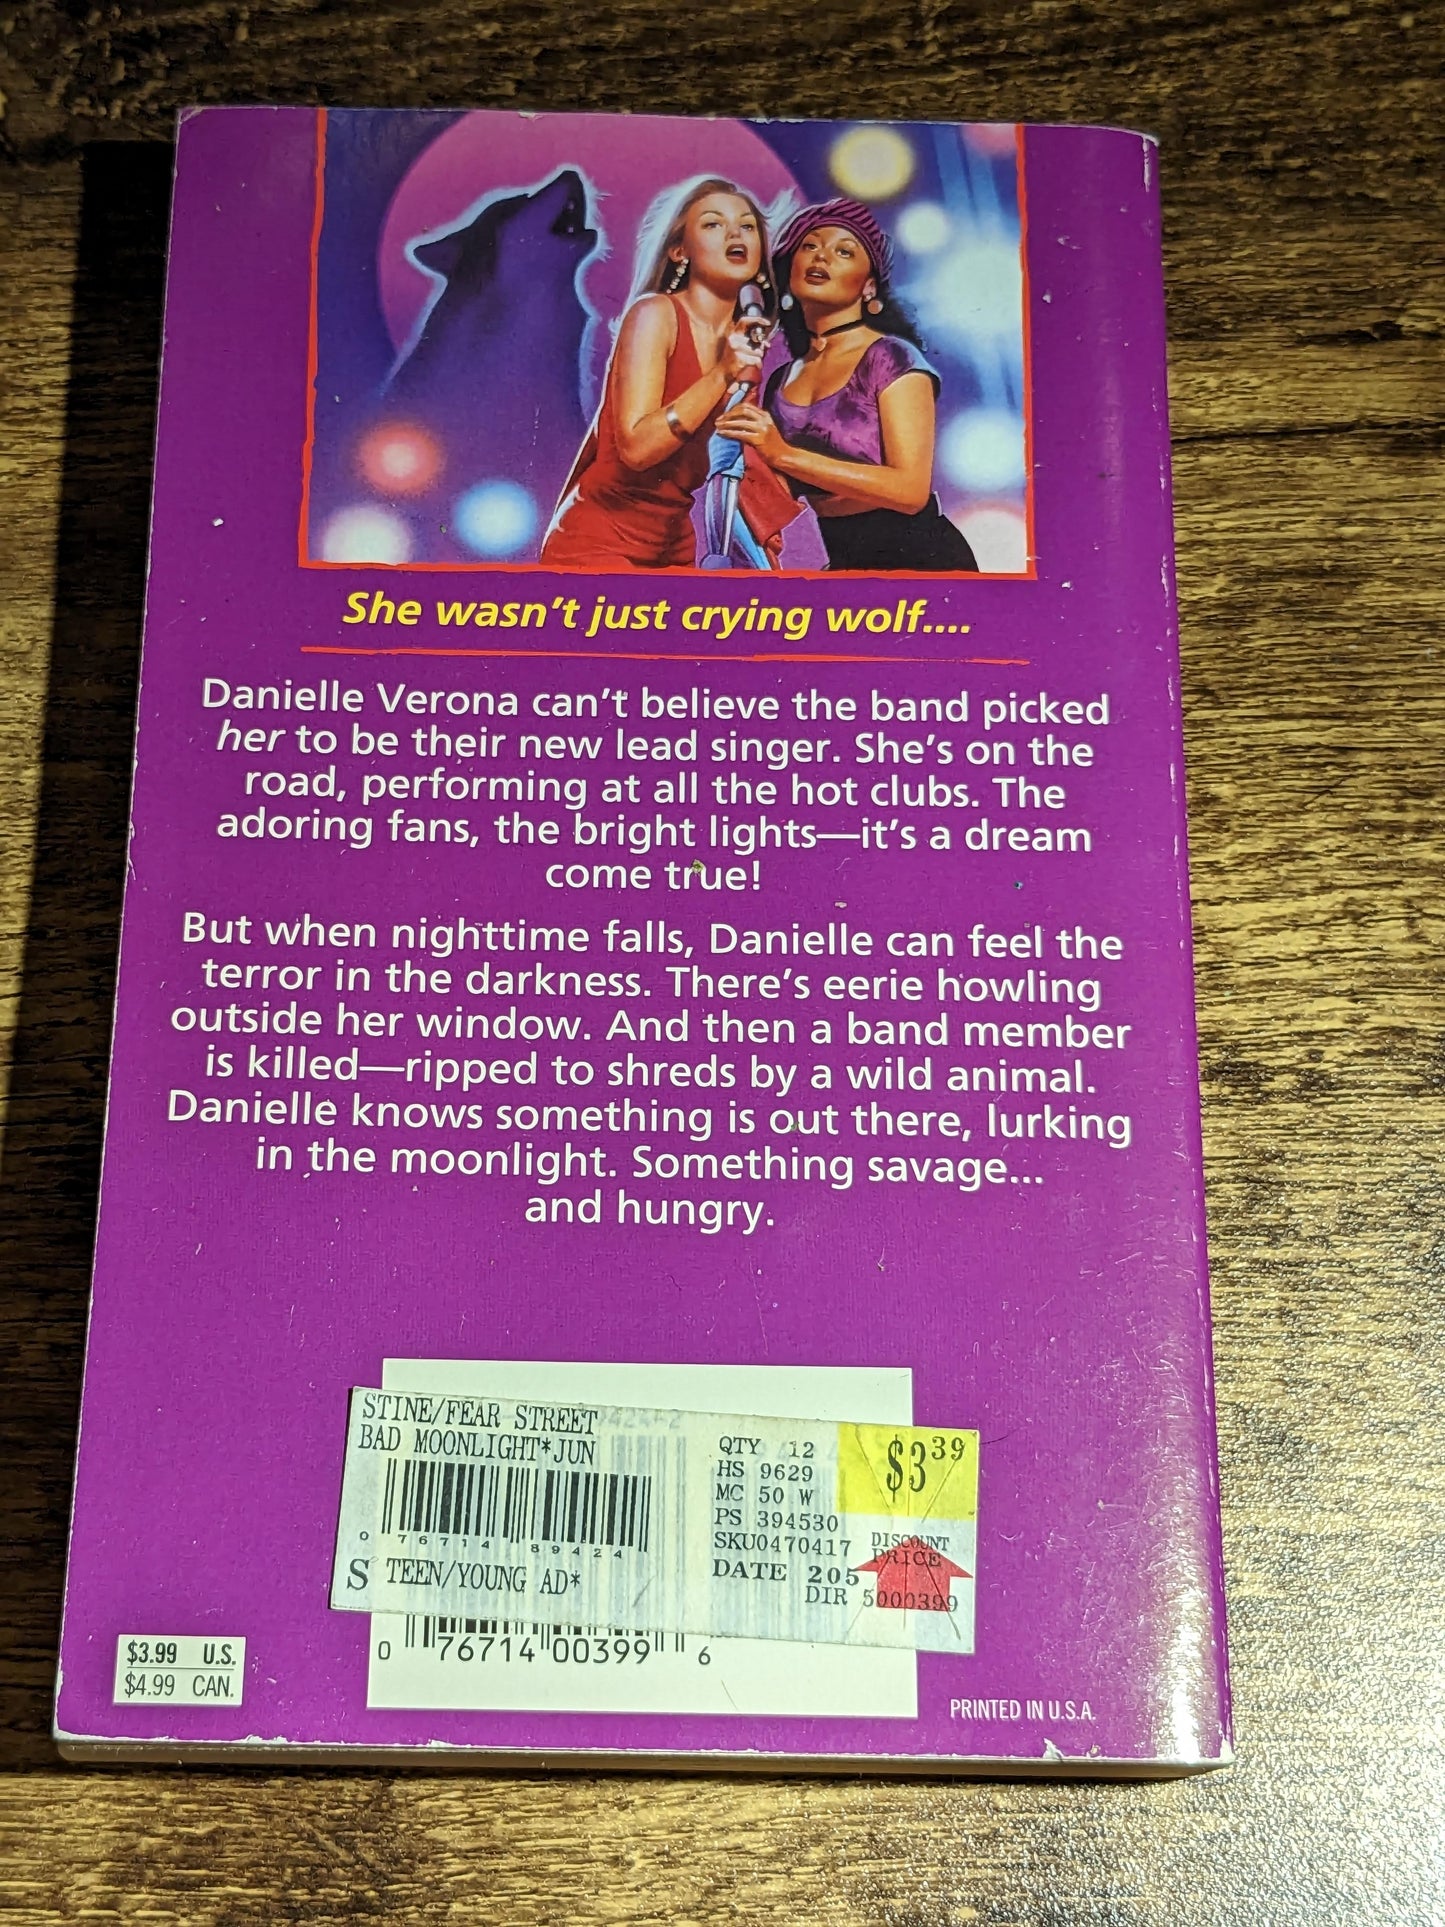 She wasn't just crying wolf....
Danielle Verona can't believe the band picked
her to be their new lead singer. She's on the
road, performing at all the hot clubs. The
adoring fans, the bright lights—it's a dream
come true!
But when nighttime falls, Danielle can feel the
terror in the darkness. There's eerie howling
outside her window. And then a band member
is killed—ripped to shreds by a wild animal.
Danielle knows something is out there, lurking
in the moonlight. Something savage...
and hungry.
STINE/FEAR STREET
BAD MOONLIGHT*JUN
0 76714 89424
S TEEN/YOUNG AD*
QTY 12
HS 9629
MC 50 W
PS 394530
SKU0470417
DATE 205
DIR 5000399
$3 39
DISCOUNT
PRICE
0 76714 00399 6
$3.99 U.S.
$4.99 CAN.
PRINTED IN U.S.A.